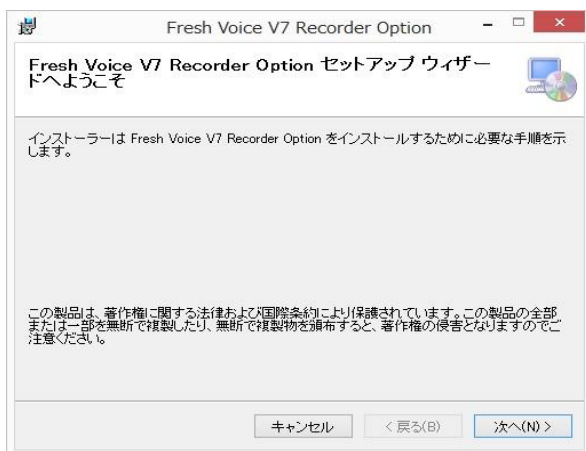 Fresh Voice V7 Recorder Option
Fresh Voice V7 Recorder Option セットアップ ウィザー
ドへようこそ
インストーラーは Fresh Voice V7 Recorder Option をインストールするために必要な手順を示
します。
この製品は、著作権に関する法律および国際条約により保護されています。この製品の全部
または一部を無断で複製したり、無断で複製物を頒布すると、著作権の侵害となりますのでご
注意ください。
キャンセル
< 戻る(B)
次へ(N) >